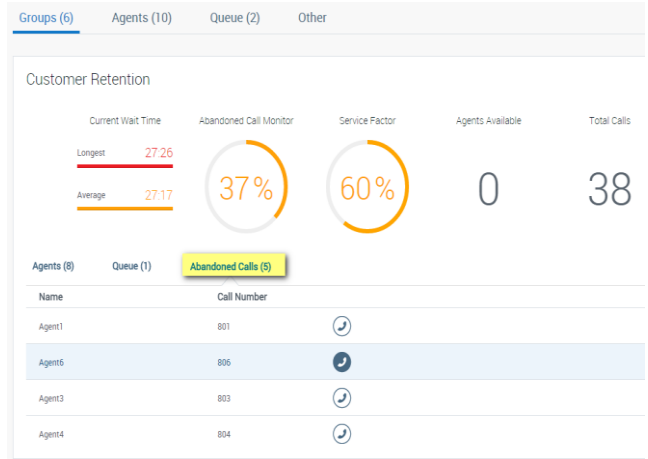 Groups (6) Agents (10) Queue (2) Other
Customer Retention
Current Wait Time Abandoned Call Monitor Service Factor Agents Available Total Calls
Longest 27:26
Average 27:17
37% 60% 0 38
Agents (8) Queue (1) Abandoned Calls (5)
Name Call Number
Agent1 801
Agent6 806
Agent3 803
Agent4 804